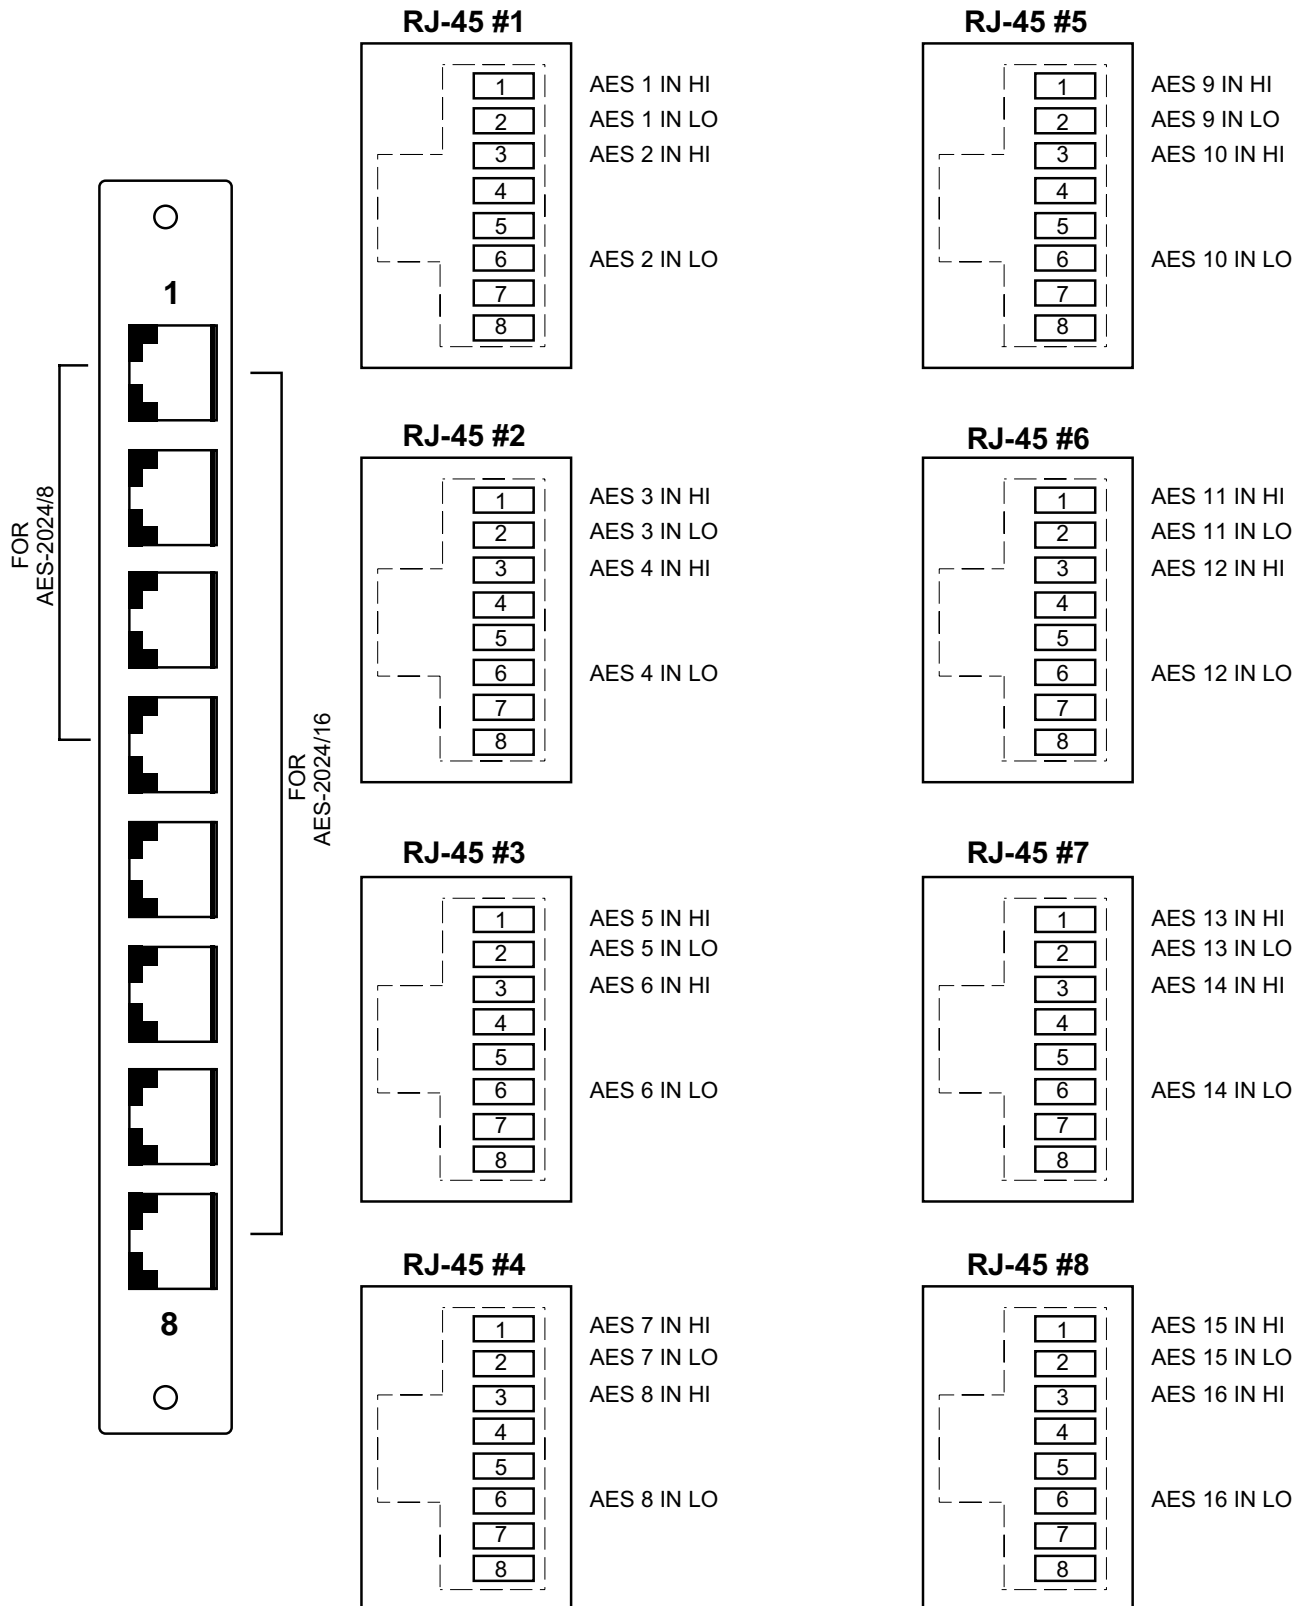 1
8
FOR
AES-2024/8
FOR
AES-2024/16
RJ-45 #1
1 AES 1 IN HI
2 AES 1 IN LO
3 AES 2 IN HI
4
5
6 AES 2 IN LO
7
8
RJ-45 #2
1 AES 3 IN HI
2 AES 3 IN LO
3 AES 4 IN HI
4
5
6 AES 4 IN LO
7
8
RJ-45 #3
1 AES 5 IN HI
2 AES 5 IN LO
3 AES 6 IN HI
4
5
6 AES 6 IN LO
7
8
RJ-45 #4
1 AES 7 IN HI
2 AES 7 IN LO
3 AES 8 IN HI
4
5
6 AES 8 IN LO
7
8
RJ-45 #5
1 AES 9 IN HI
2 AES 9 IN LO
3 AES 10 IN HI
4
5
6 AES 10 IN LO
7
8
RJ-45 #6
1 AES 11 IN HI
2 AES 11 IN LO
3 AES 12 IN HI
4
5
6 AES 12 IN LO
7
8
RJ-45 #7
1 AES 13 IN HI
2 AES 13 IN LO
3 AES 14 IN HI
4
5
6 AES 14 IN LO
7
8
RJ-45 #8
1 AES 15 IN HI
2 AES 15 IN LO
3 AES 16 IN HI
4
5
6 AES 16 IN LO
7
8